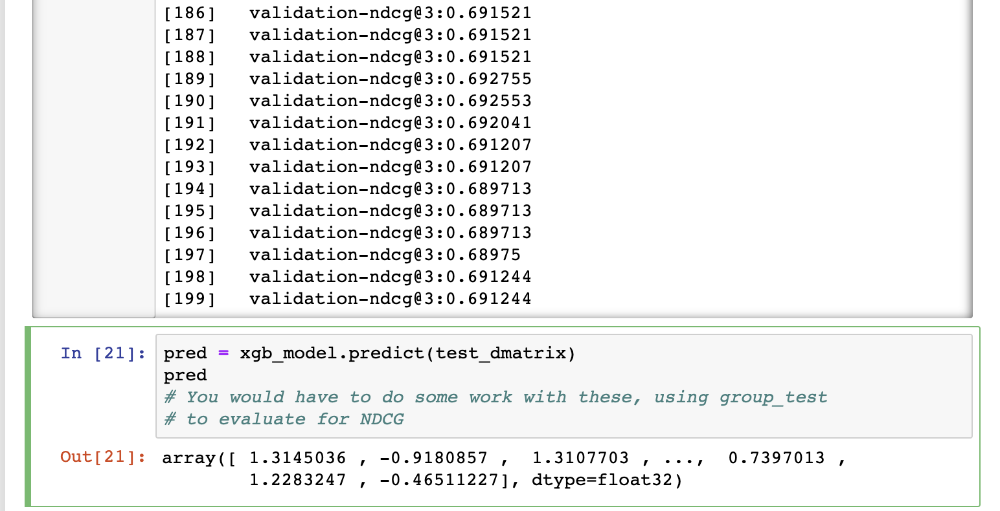 [186]   validation-ndcg@3:0.691521
[187]   validation-ndcg@3:0.691521
[188]   validation-ndcg@3:0.691521
[189]   validation-ndcg@3:0.692755
[190]   validation-ndcg@3:0.692553
[191]   validation-ndcg@3:0.692041
[192]   validation-ndcg@3:0.691207
[193]   validation-ndcg@3:0.691207
[194]   validation-ndcg@3:0.689713
[195]   validation-ndcg@3:0.689713
[196]   validation-ndcg@3:0.689713
[197]   validation-ndcg@3:0.68975
[198]   validation-ndcg@3:0.691244
[199]   validation-ndcg@3:0.691244
In [21]: pred = xgb_model.predict(test_dmatrix)
pred
# You would have to do some work with these, using group_test
# to evaluate for NDCG
Out[21]: array([ 1.3145036 , -0.9180857 ,  1.3107703 , ...,  0.7397013 ,
        1.2283247 , -0.46511227], dtype=float32)